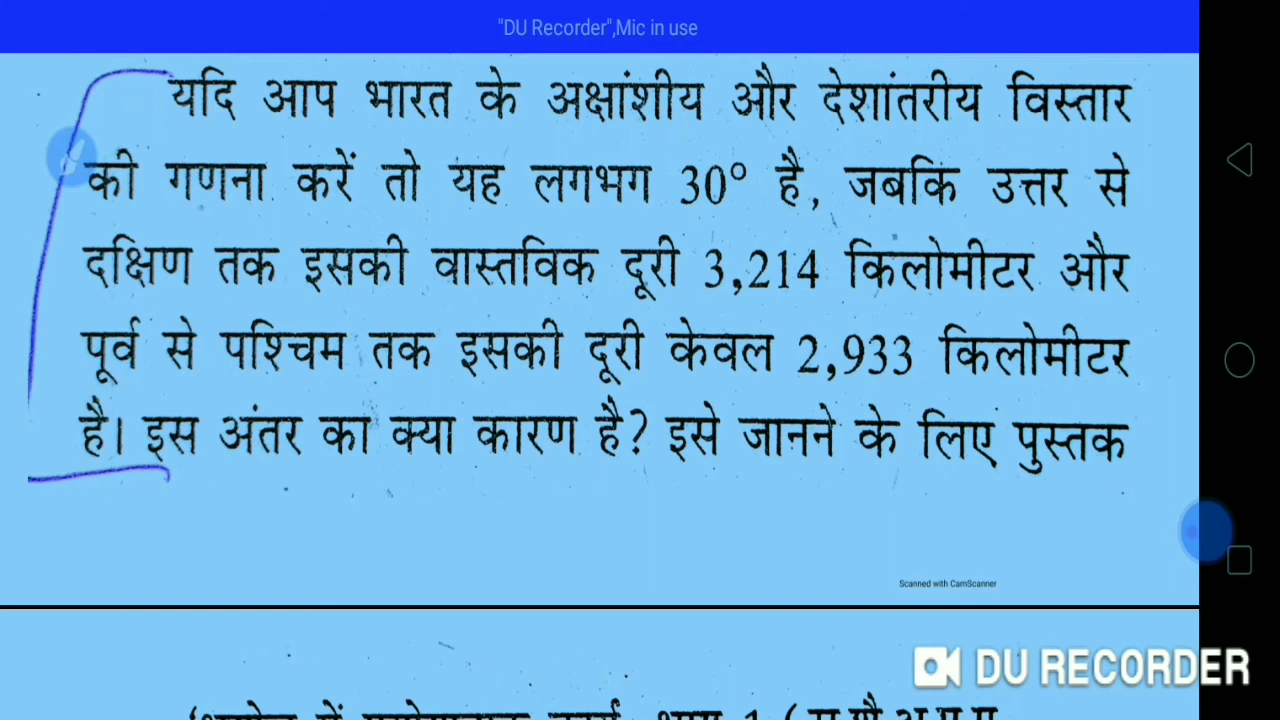 "DU Recorder",Mic in use
यदि आप भारत के अक्षांशीय और देशांतरीय विस्तार
की गणना करें तो यह लगभग 30° है, जबकि उत्तर से
दक्षिण तक इसकी वास्तविक दूरी 3,214 किलोमीटर और
पूर्व से पश्चिम तक इसकी दूरी केवल 2,933 किलोमीटर
है। इस अंतर का क्या कारण है? इसे जानने के लिए पुस्तक
Scanned with CamScanner
DU RECORDER